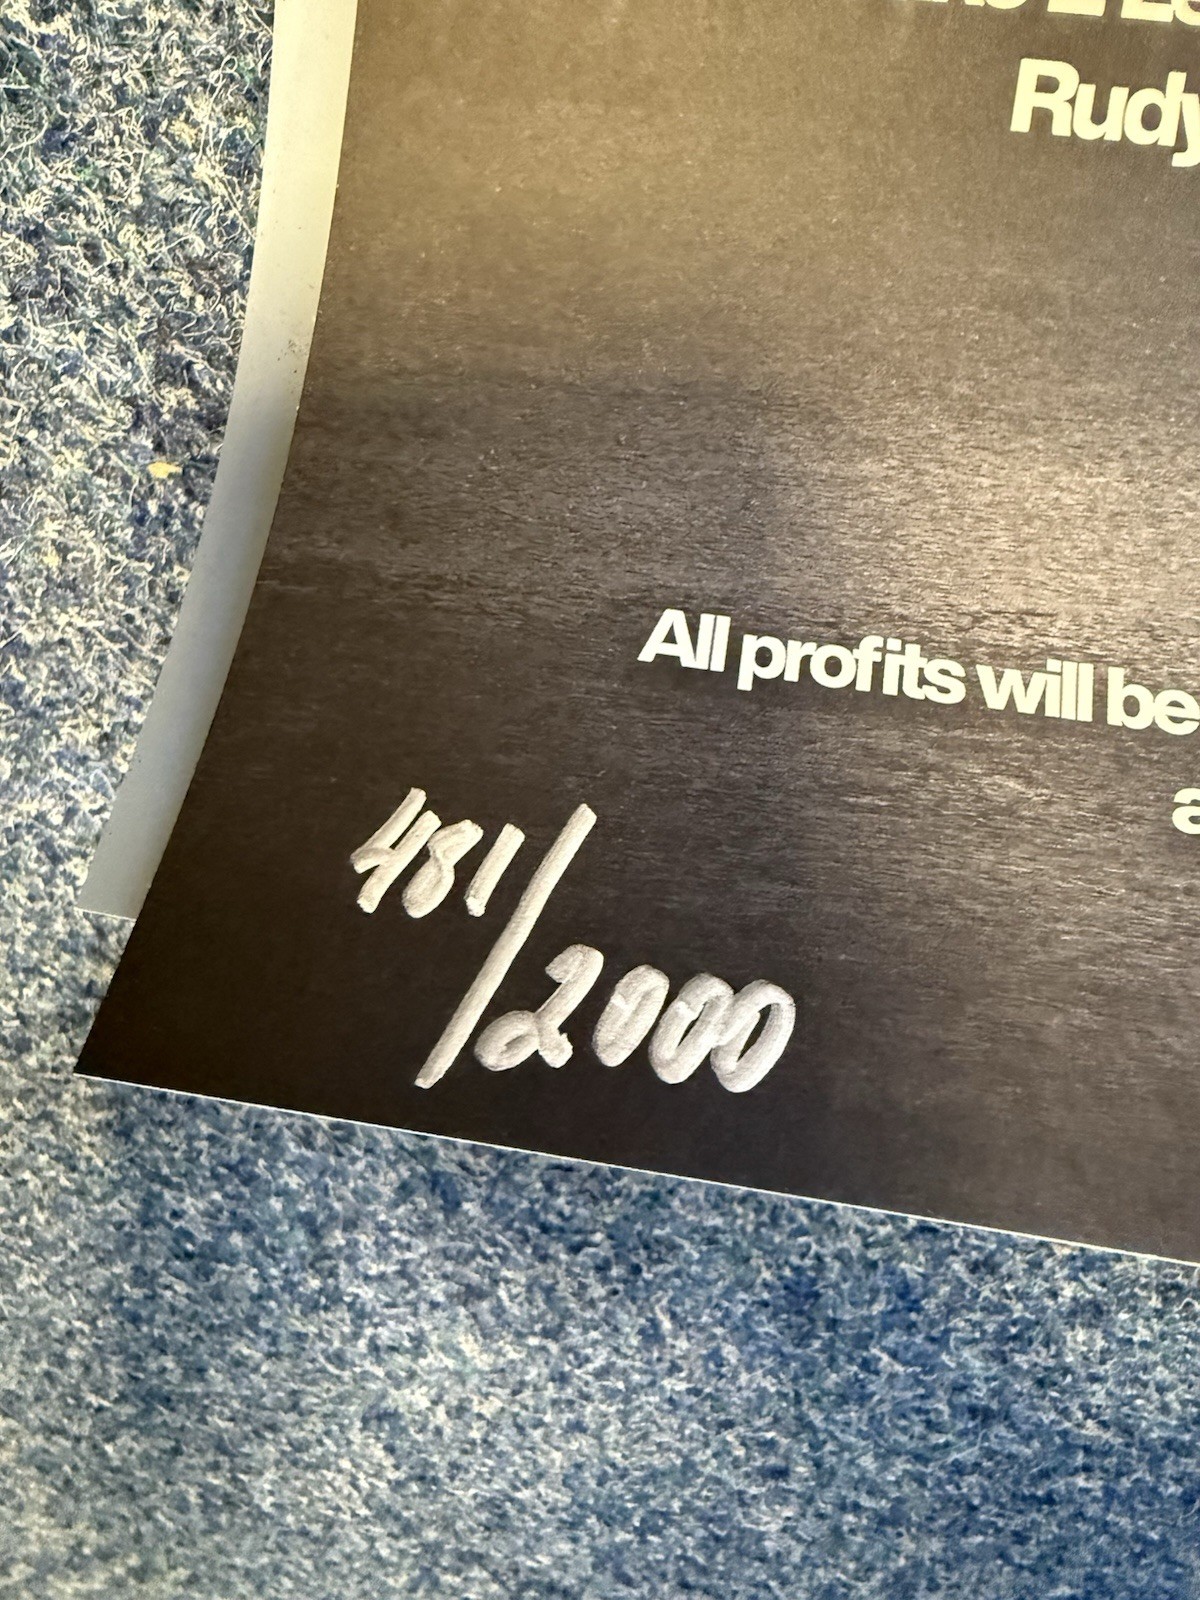 Rudy
All profits will be
a
481/2000